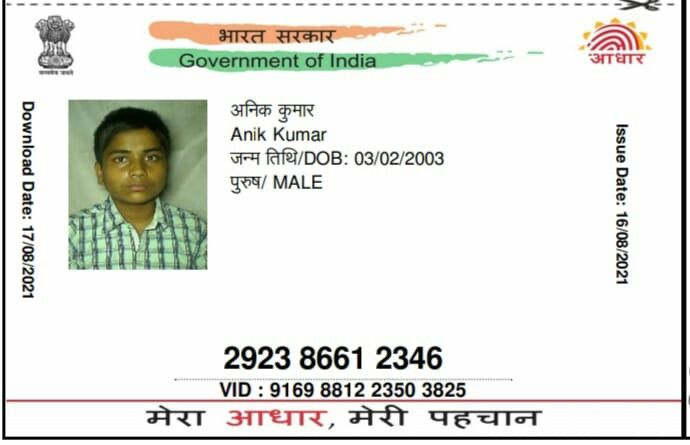 भारत सरकार
Government of India
सत्यमेव जयते
आधार
Download Date: 17/08/2021
अनिक कुमार
Anik Kumar
जन्म तिथि/DOB: 03/02/2003
पुरुष/ MALE
Issue Date: 16/08/2021
2923 8661 2346
VID : 9169 8812 2350 3825
मेरा आधार, मेरी पहचान